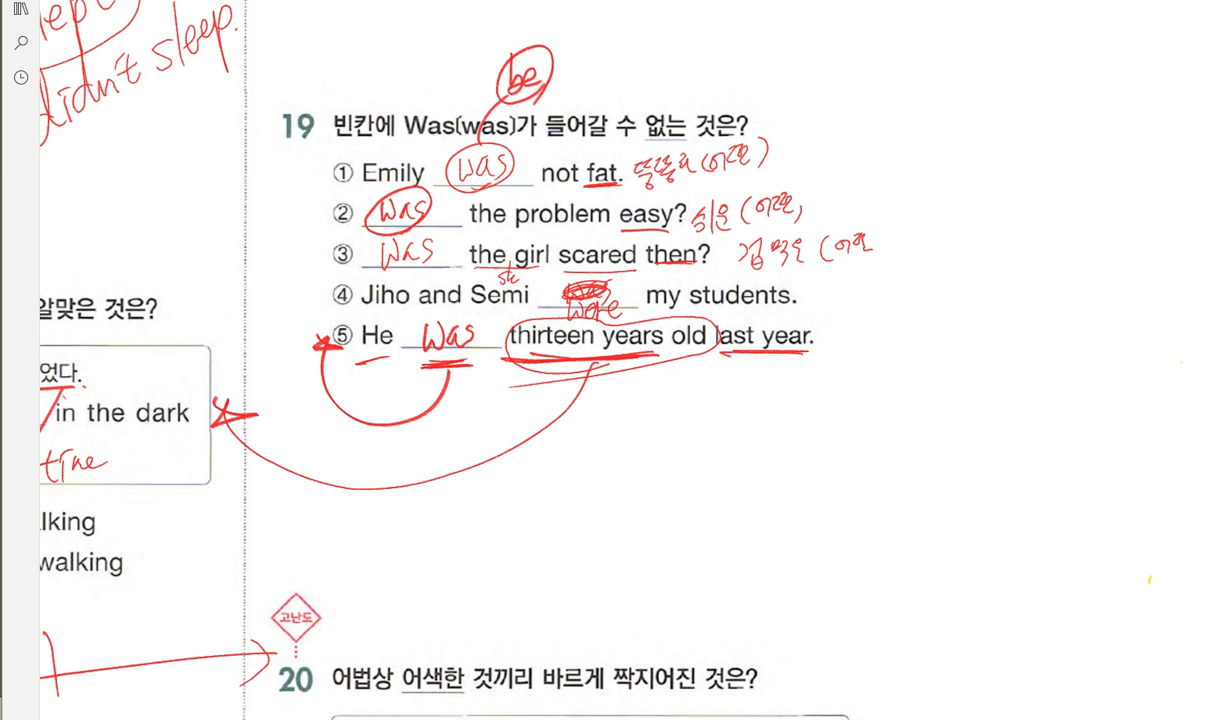 didn't sleep.
be
19 빈칸에 Was(was)가 들어갈 수 없는 것은?
① Emily was not fat.
② was the problem easy? 쉬운
③ was the girl scared then? 겁먹은
④ Jiho and Semi were my students.
⑤ He was thirteen years old last year.
알맞은 것은?
었다.
in the dark
time
lking
walking
고난도
20 어법상 어색한 것끼리 바르게 짝지어진 것은?